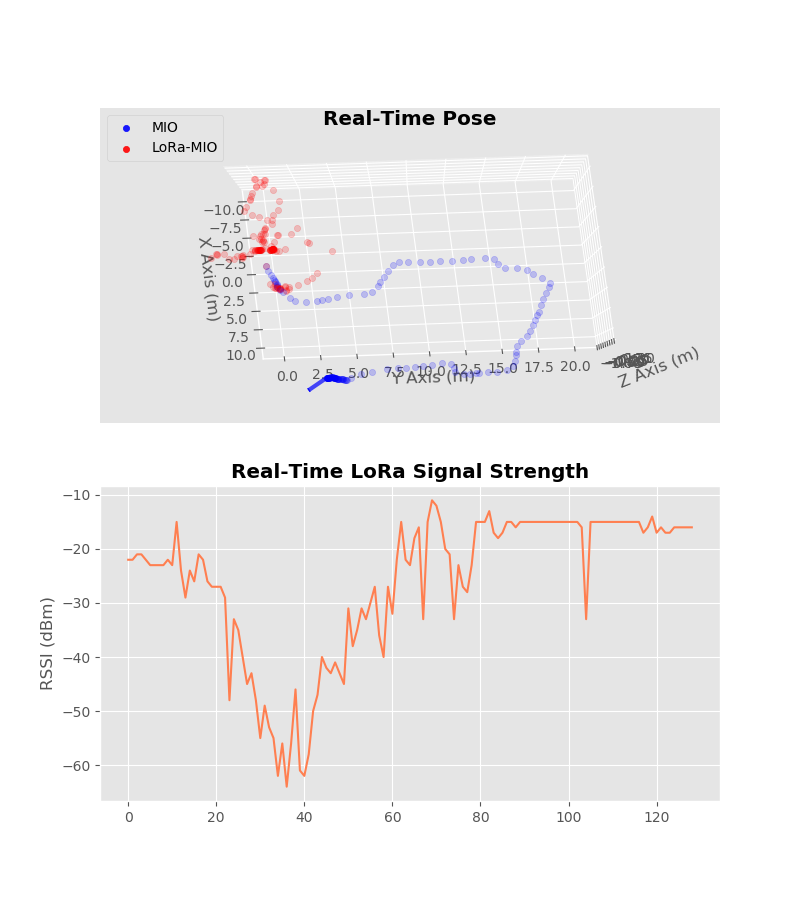 Real-Time Pose
MIO
LoRa-MIO
−10.0
−7.5
−5.0
−2.5
0.0
2.5
5.0
7.5
10.0
X Axis (m)
0.0 2.5 5.0 7.5 10.0 12.5 15.0 17.5 20.0
Y Axis (m)
Z Axis (m)
Real-Time LoRa Signal Strength
−10
−20
−30
−40
−50
−60
RSSI (dBm)
0 20 40 60 80 100 120